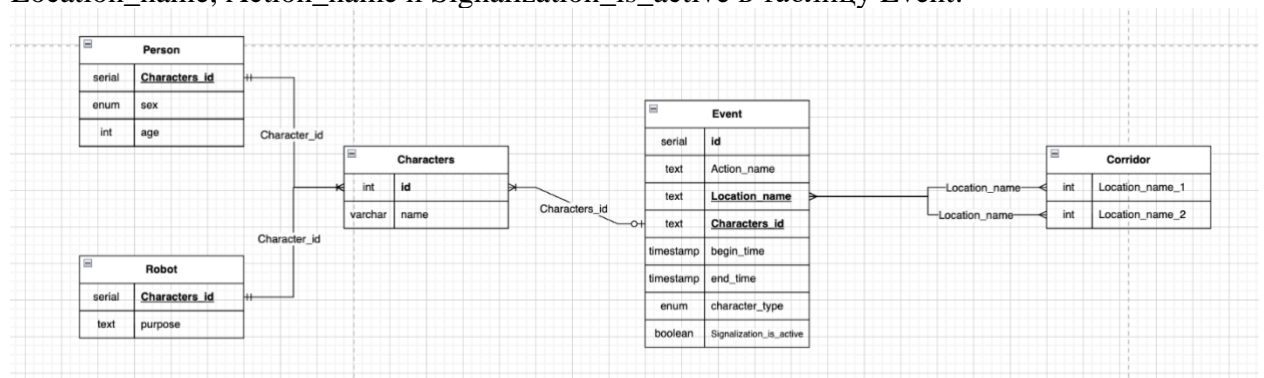 Location_name, Action_name и Signalization_is_active в таблицу Event.
Person
serial Characters_id
enum sex
int age
Character_id
Characters
int id
varchar name
Character_id
Robot
serial Characters_id
text purpose
Characters_id
Event
serial id
text Action_name
text Location_name
text Characters_id
timestamp begin_time
timestamp end_time
enum character_type
boolean Signalization_is_active
Location_name
Location_name
Corridor
int Location_name_1
int Location_name_2